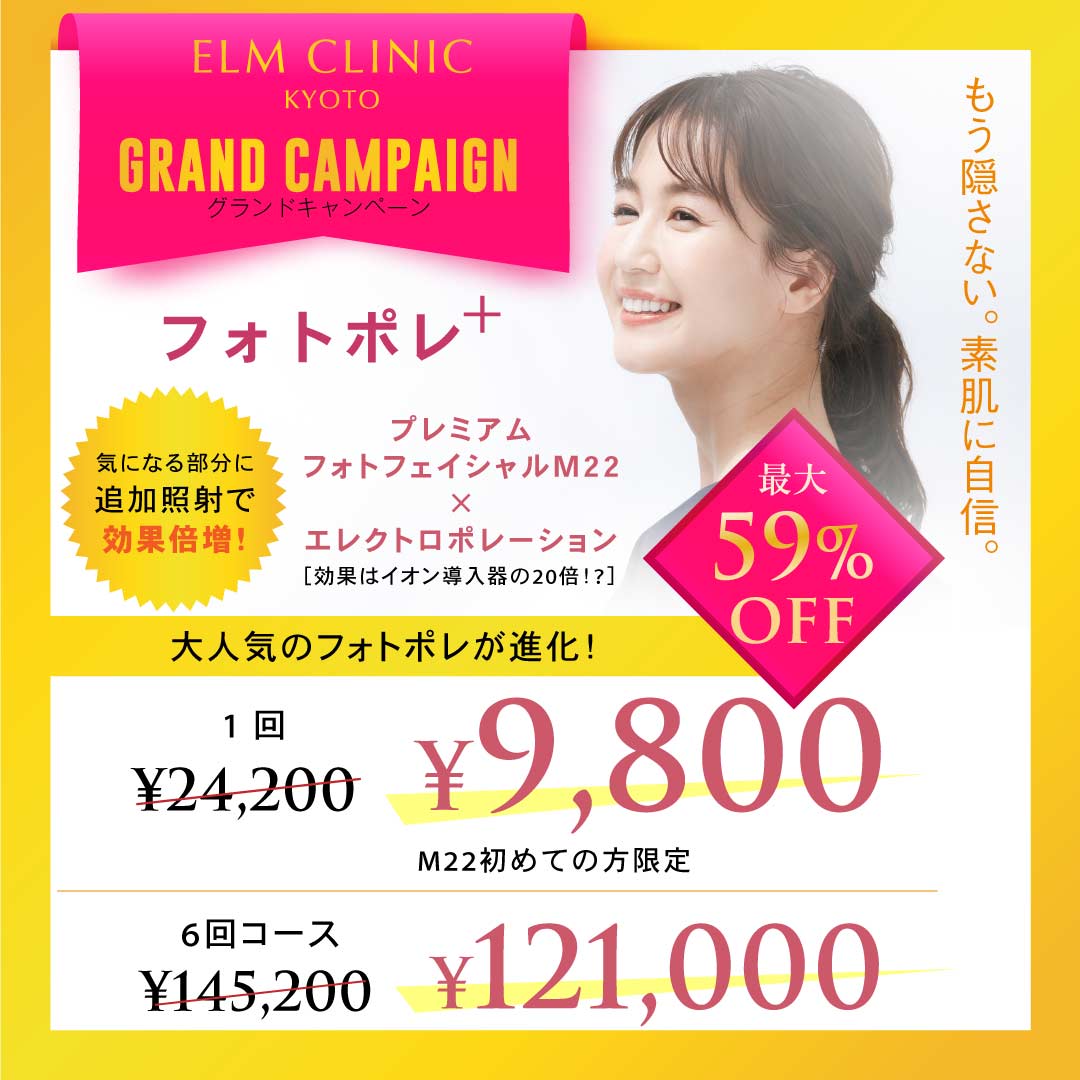 ELM CLINIC
KYOTO
GRAND CAMPAIGN
グランドキャンペーン
もう隠さない。素肌に自信。
フォトポレ+
気になる部分に
追加照射で
効果倍増!
プレミアム
フォトフェイシャルM22
×
エレクトロポレーション
[効果はイオン導入器の20倍!?]
最大
59%
OFF
大人気のフォトポレが進化!
1 回
¥24,200
¥9,800
M22初めての方限定
6回コース
¥145,200
¥121,000